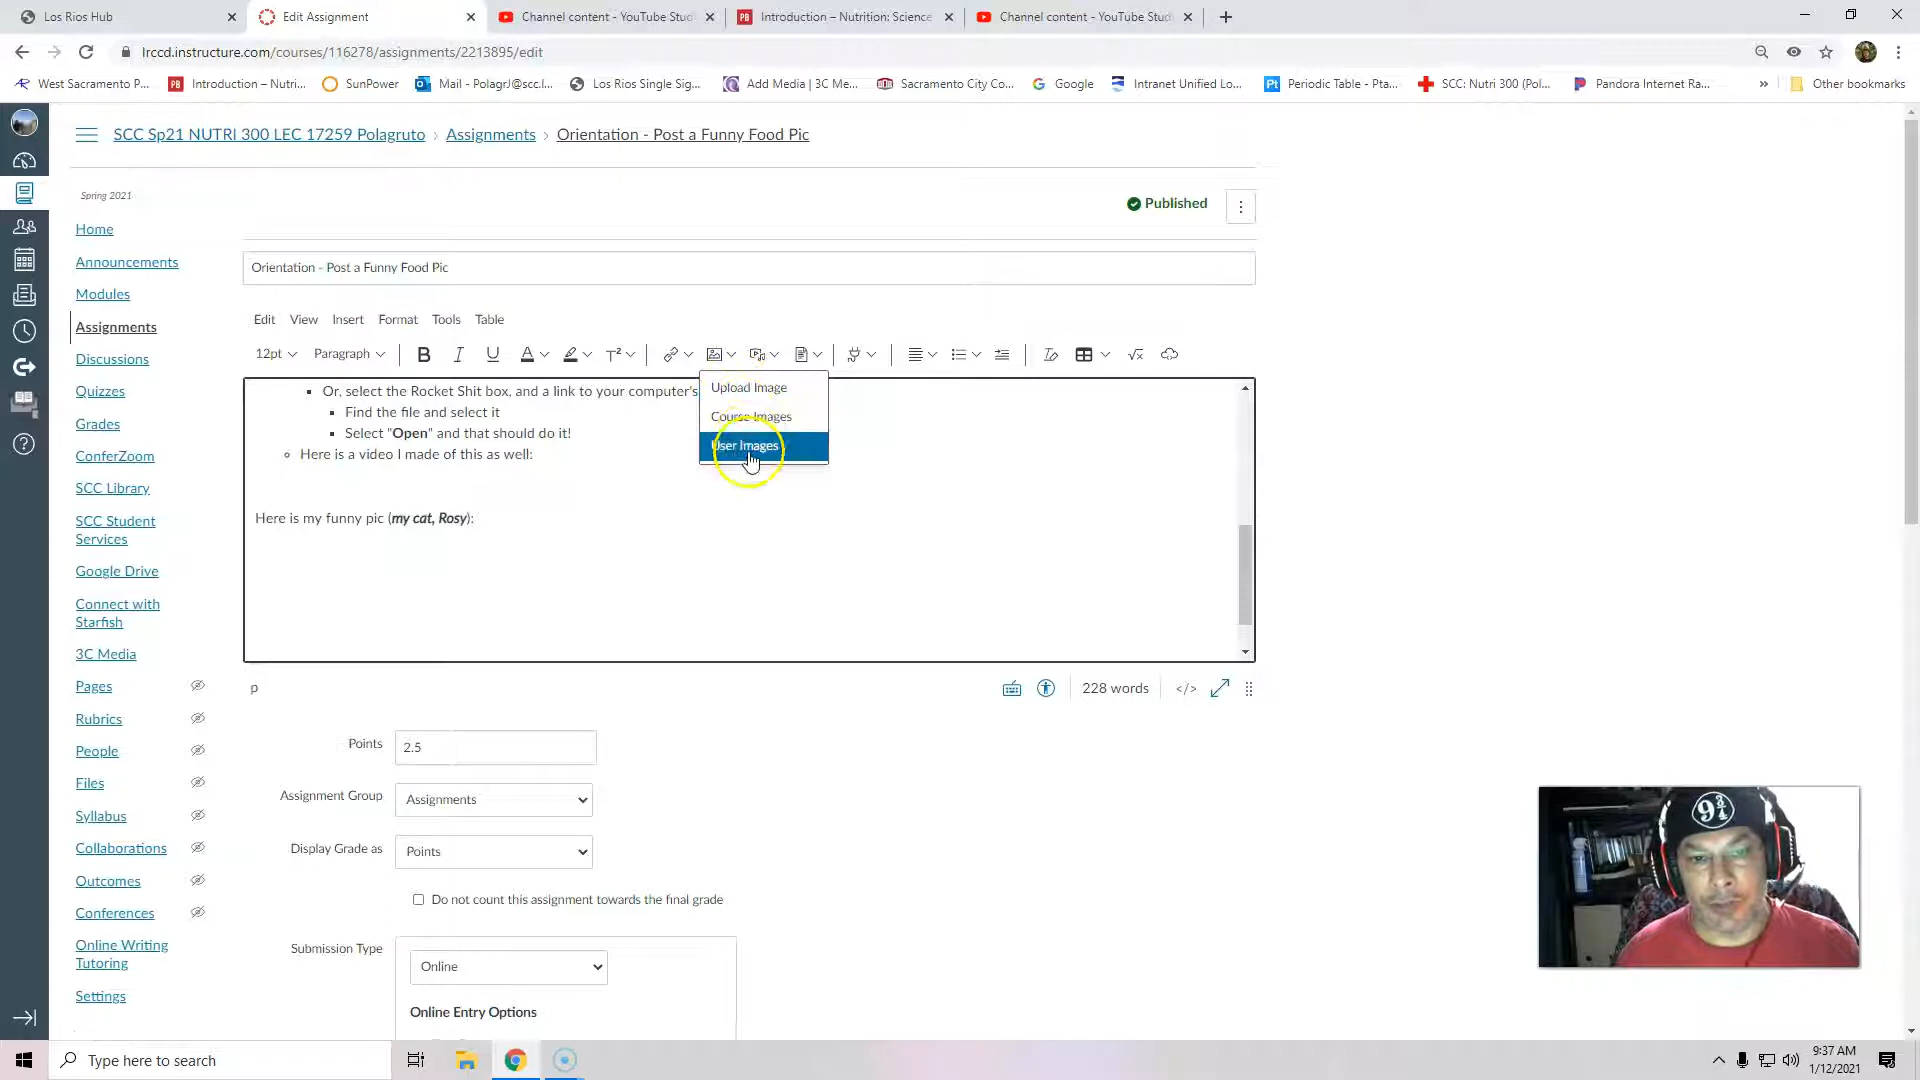 Los Rios Hub
Edit Assignment
Channel content - YouTube Stud
Introduction – Nutrition: Science
Channel content - YouTube Stud
lrccd.instructure.com/courses/116278/assignments/2213895/edit
West Sacramento P...
Introduction – Nutri...
SunPower
Mail - PolagrJ@scc.l...
Los Rios Single Sig...
Add Media | 3C Me...
Sacramento City Co...
Google
Intranet Unified Lo...
Periodic Table - Pta...
SCC: Nutri 300 (Pol...
Pandora Internet Ra...
Other bookmarks
SCC Sp21 NUTRI 300 LEC 17259 Polagruto › Assignments › Orientation - Post a Funny Food Pic
Spring 2021
Published
Home
Announcements
Modules
Assignments
Discussions
Quizzes
Grades
ConferZoom
SCC Library
SCC Student
Services
Google Drive
Connect with
Starfish
3C Media
Pages
Rubrics
People
Files
Syllabus
Collaborations
Outcomes
Conferences
Online Writing
Tutoring
Settings
Orientation - Post a Funny Food Pic
Edit View Insert Format Tools Table
12pt Paragraph
Upload Image
Course Images
User Images
Or, select the Rocket Shit box, and a link to your computer's
Find the file and select it
Select "Open" and that should do it!
Here is a video I made of this as well:
Here is my funny pic (my cat, Rosy):
p
228 words
</>
Points 2.5
Assignment Group Assignments
Display Grade as Points
Do not count this assignment towards the final grade
Submission Type
Online
Online Entry Options
9¾
Type here to search
9:37 AM
1/12/2021